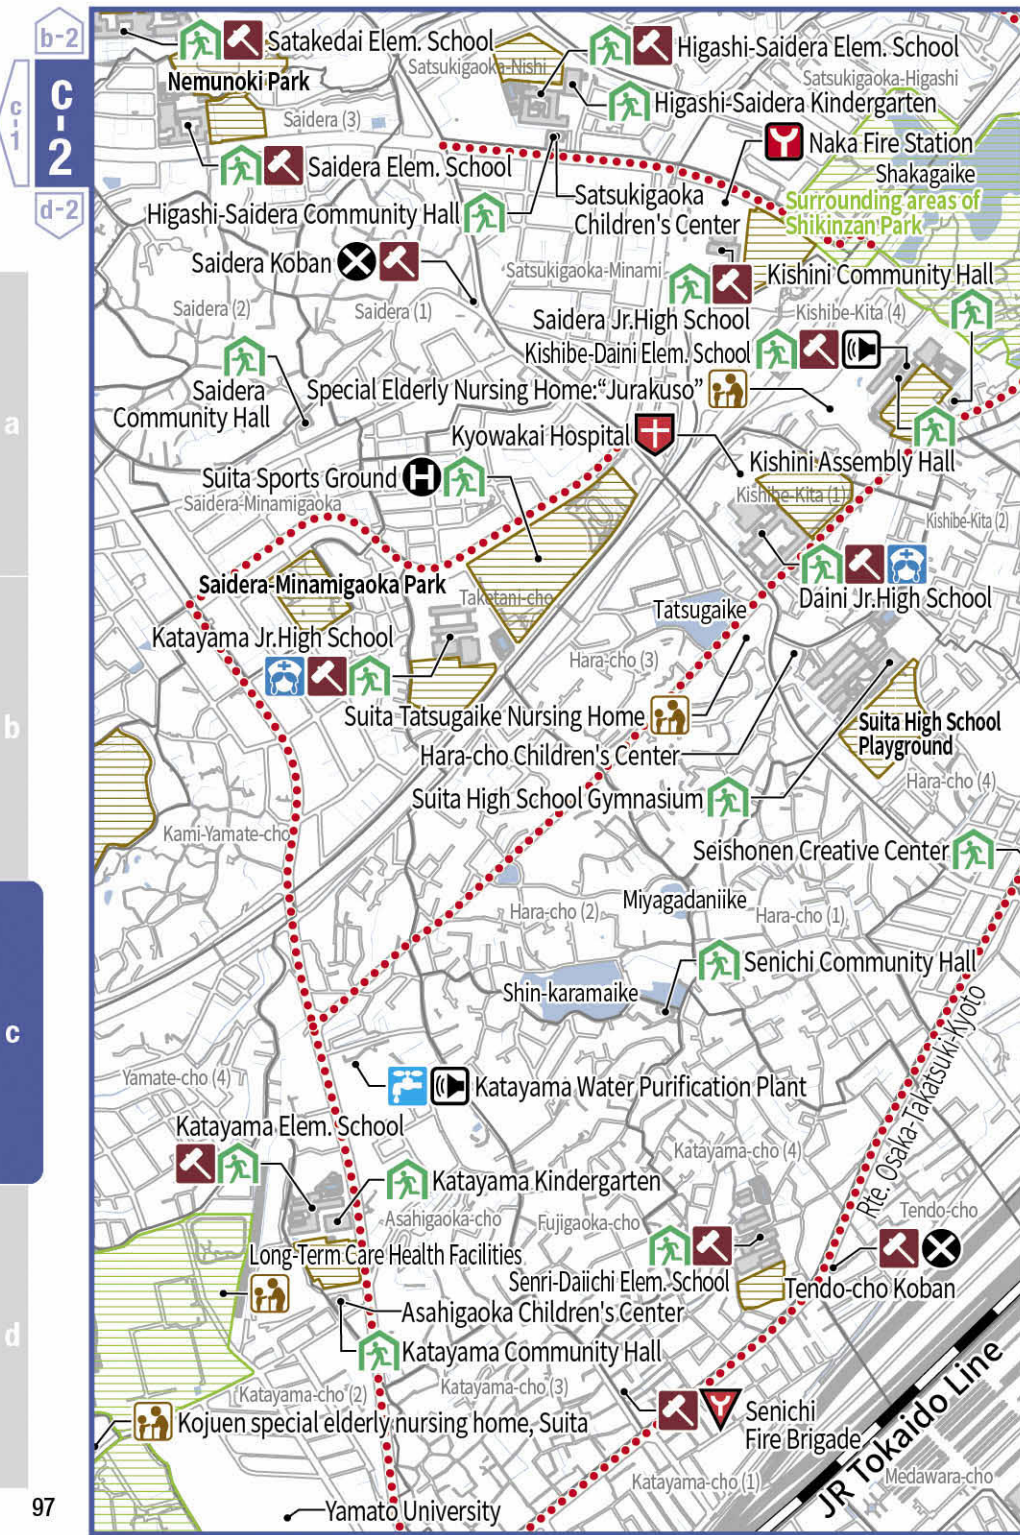 b-2
c-1
C-2
d-2
Satakedai Elem. School
Nemunoki Park
Satsukigaoka-Nishi
Higashi-Saidera Elem. School
Satsukigaoka-Higashi
Higashi-Saidera Kindergarten
Saidera (3)
Saidera Elem. School
Naka Fire Station
Shakagaike
Satsukigaoka
Children's Center
Surrounding areas of
Shikinzan Park
Higashi-Saidera Community Hall
Saidera Koban
Satsukigaoka-Minami
Kishini Community Hall
Saidera (2)
Saidera (1)
Saidera Jr.High School
Kishibe-Kita (4)
Kishibe-Daini Elem. School
Saidera
Community Hall
Special Elderly Nursing Home:“Jurakuso”
a
Kyowakai Hospital
Kishini Assembly Hall
Suita Sports Ground
H
Saidera-Minamigaoka
Kishibe-Kita (1)
Kishibe-Kita (2)
Saidera-Minamigaoka Park
Taketani-cho
Daini Jr.High School
Tatsugaike
Katayama Jr.High School
Hara-cho (3)
Suita Tatsugaike Nursing Home
Suita High School
Playground
b
Hara-cho Children's Center
Hara-cho (4)
Suita High School Gymnasium
Kami-Yamate-cho
Seishonen Creative Center
Miyagadaniike
Hara-cho (2)
Hara-cho (1)
Senichi Community Hall
Shin-karamaike
c
Rte. Osaka-Takatsuki-Kyoto
Yamate-cho (4)
Katayama Water Purification Plant
Katayama Elem. School
Katayama-cho (4)
Katayama Kindergarten
Asahigaoka-cho
Fujigaoka-cho
Tendo-cho
Long-Term Care Health Facilities
Senri-Daiichi Elem. School
Tendo-cho Koban
Asahigaoka Children's Center
d
Katayama Community Hall
Katayama-cho (2)
Katayama-cho (3)
Kojuen special elderly nursing home, Suita
Senichi
Fire Brigade
JR Tokaido Line
Katayama-cho (1)
Medawara-cho
Yamato University
97